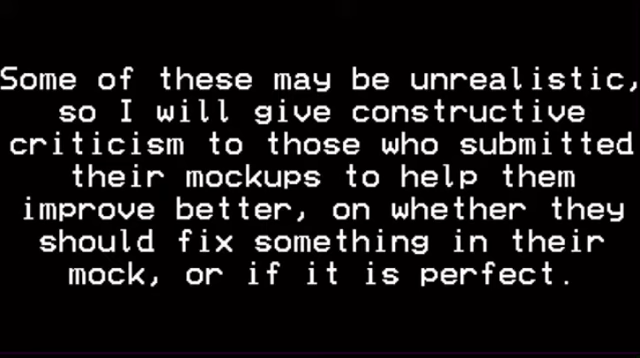 Some of these may be unrealistic,
so I will give constructive
criticism to those who submitted
their mockups to help them
improve better, on whether they
should fix something in their
mock, or if it is perfect.